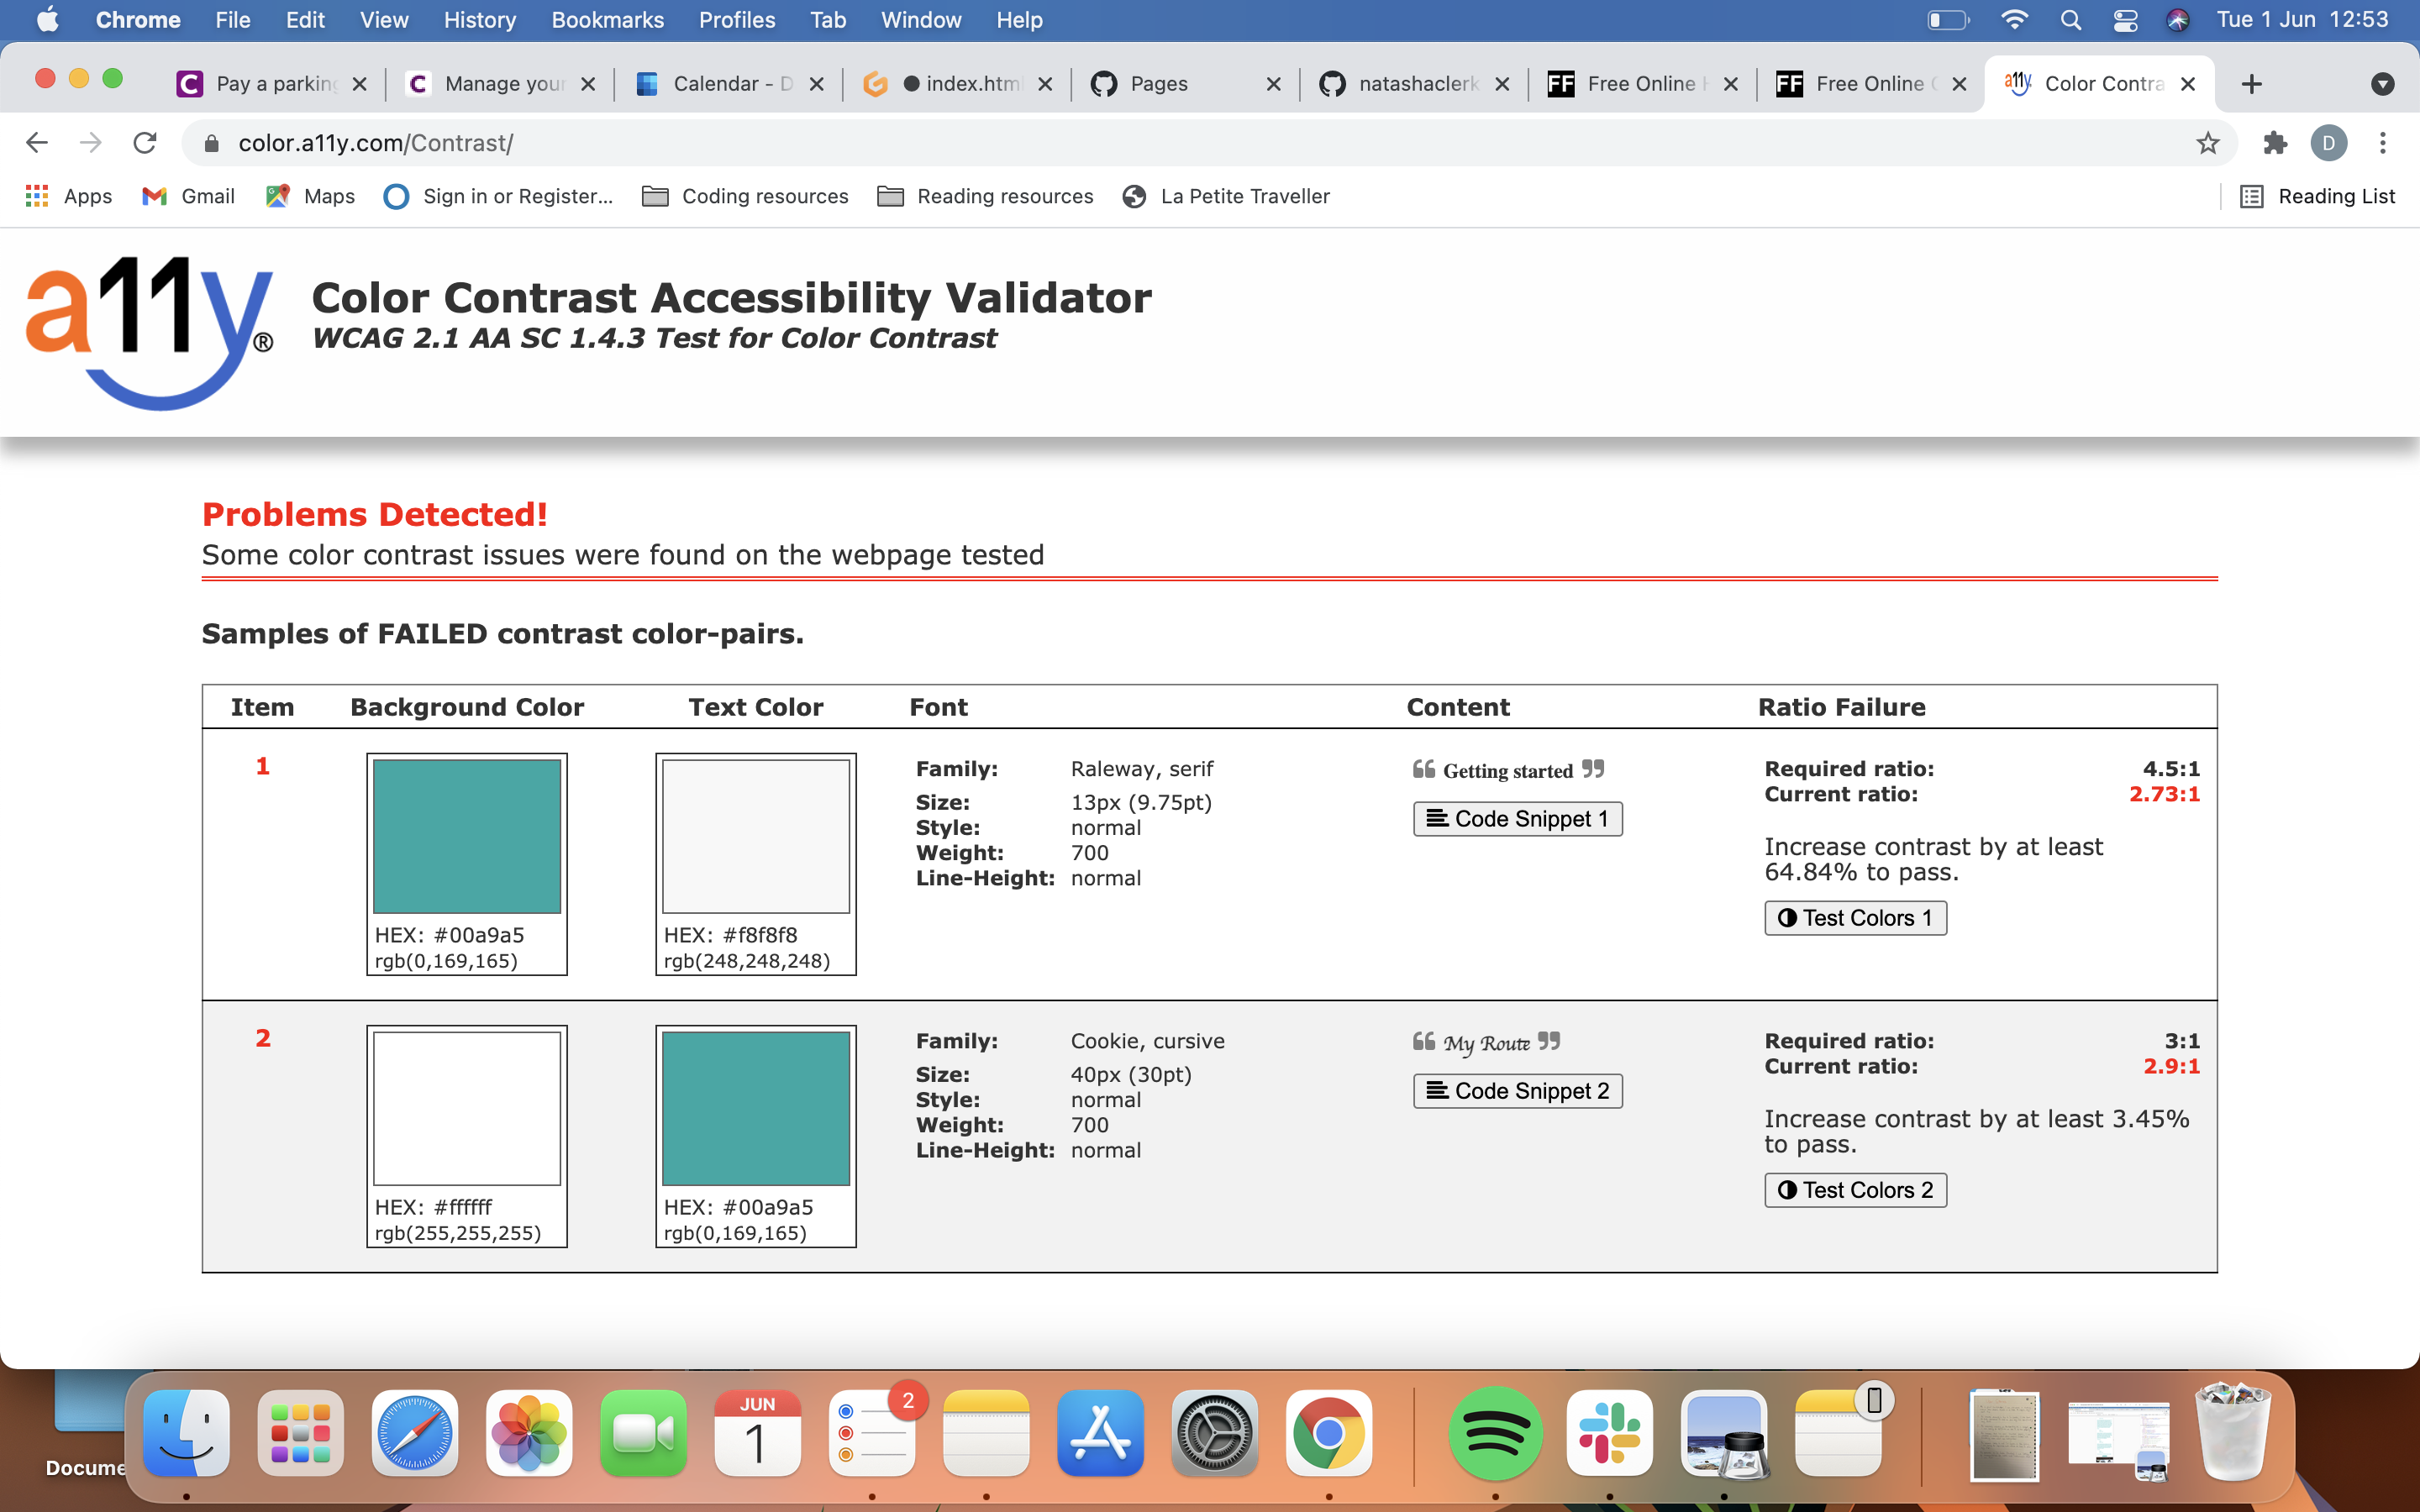 Chrome File Edit View History Bookmarks Profiles Tab Window Help Tue 1 Jun 12:53
Pay a parking Manage your Calendar - D index.htm Pages natashaclerk Free Online Free Online Color Contra
color.a11y.com/Contrast/ D
Apps Gmail Maps Sign in or Register... Coding resources Reading resources La Petite Traveller Reading List
a11y®
Color Contrast Accessibility Validator
WCAG 2.1 AA SC 1.4.3 Test for Color Contrast
Problems Detected!
Some color contrast issues were found on the webpage tested
Samples of FAILED contrast color-pairs.
Item Background Color Text Color Font Content Ratio Failure
1
HEX: #00a9a5
rgb(0,169,165)
HEX: #f8f8f8
rgb(248,248,248)
Family: Raleway, serif
Size: 13px (9.75pt)
Style: normal
Weight: 700
Line-Height: normal
❝ Getting started ❞
Code Snippet 1
Required ratio: 4.5:1
Current ratio: 2.73:1
Increase contrast by at least
64.84% to pass.
Test Colors 1
2
HEX: #ffffff
rgb(255,255,255)
HEX: #00a9a5
rgb(0,169,165)
Family: Cookie, cursive
Size: 40px (30pt)
Style: normal
Weight: 700
Line-Height: normal
❝ My Route ❞
Code Snippet 2
Required ratio: 3:1
Current ratio: 2.9:1
Increase contrast by at least 3.45%
to pass.
Test Colors 2
Docume
JUN
1
2